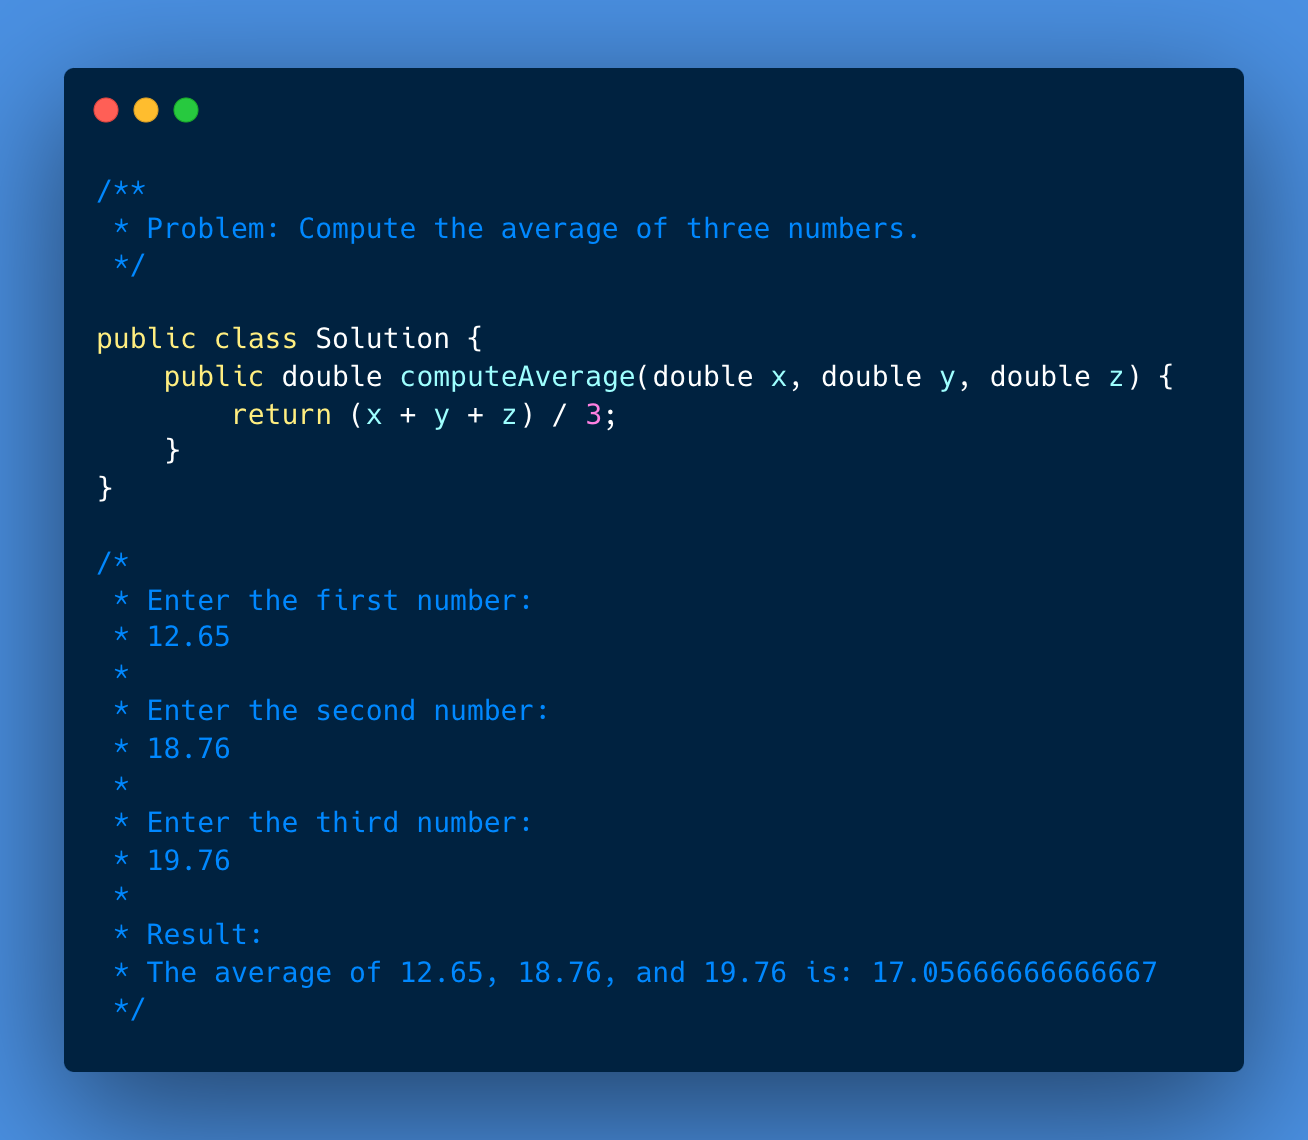 /**
 * Problem: Compute the average of three numbers.
 */

public class Solution {
    public double computeAverage(double x, double y, double z) {
        return (x + y + z) / 3;
    }
}

/*
 * Enter the first number:
 * 12.65
 *
 * Enter the second number:
 * 18.76
 *
 * Enter the third number:
 * 19.76
 *
 * Result:
 * The average of 12.65, 18.76, and 19.76 is: 17.05666666666667
 */